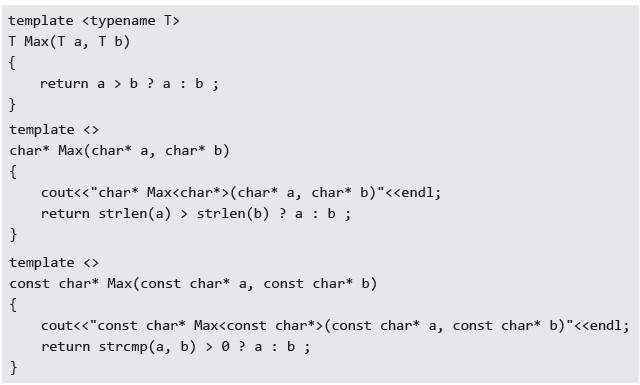 template <typename T>
T Max(T a, T b)
{
    return a > b ? a : b ;
}
template <>
char* Max(char* a, char* b)
{
    cout<<"char* Max<char*>(char* a, char* b)"<<endl;
    return strlen(a) > strlen(b) ? a : b ;
}
template <>
const char* Max(const char* a, const char* b)
{
    cout<<"const char* Max<const char*>(const char* a, const char* b)"<<endl;
    return strcmp(a, b) > 0 ? a : b ;
}